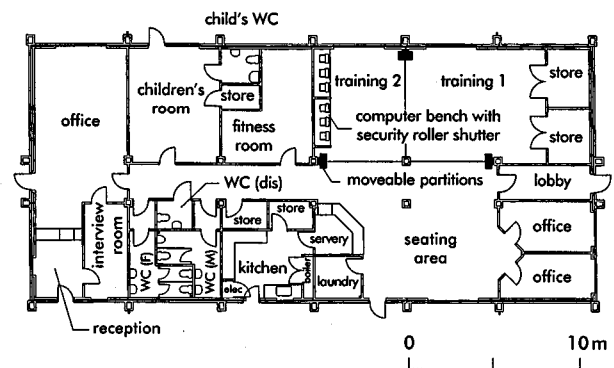 child's WC
office
children's
room
store
fitness
room
training 2
training 1
store
computer bench with
security roller shutter
store
WC (dis)
moveable partitions
lobby
interview
room
store
store
servery
seating
area
office
WC (F)
WC (M)
kitchen
boiler
elec
laundry
office
reception
0
10m